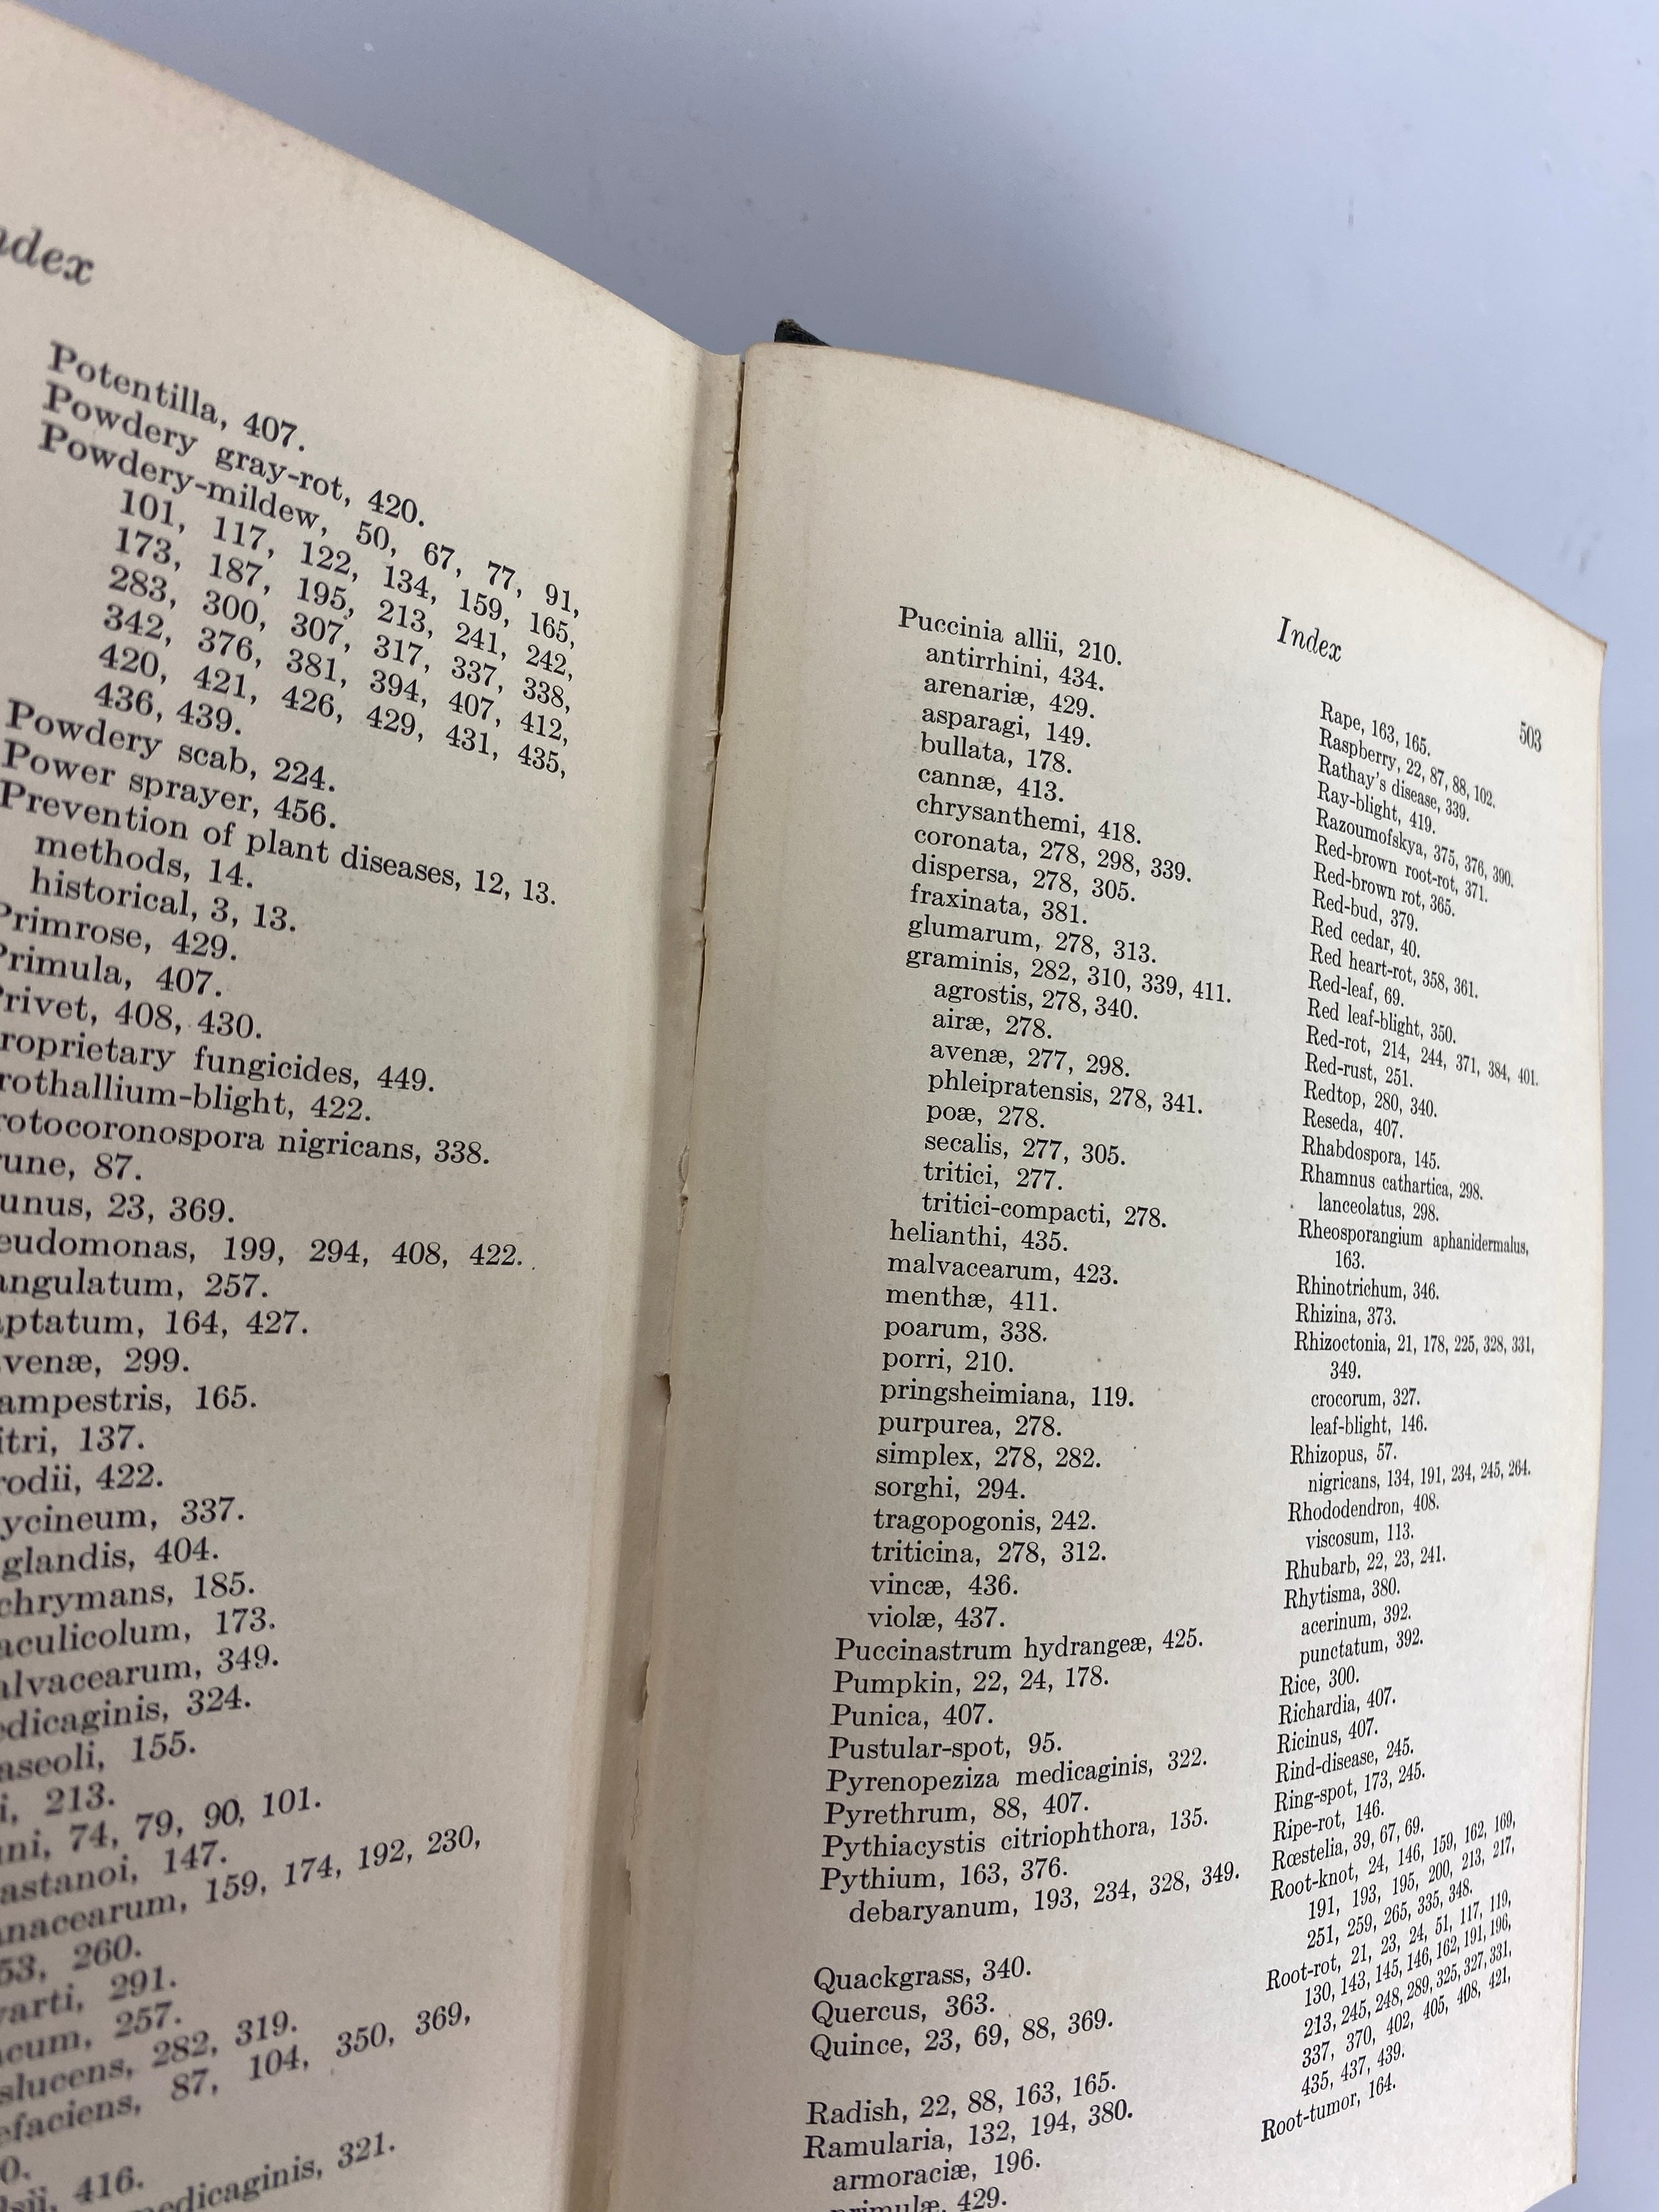 Potentilla, 407.
Powdery gray-rot, 420.
Powdery-mildew, 50, 67, 77, 91,
101, 117, 122, 134, 159, 165,
173, 187, 195, 213, 241, 242,
283, 300, 307, 317, 337, 338,
342, 376, 381, 394, 407, 412,
420, 421, 426, 429, 431, 435,
436, 439.
Powdery scab, 224.
Power sprayer, 456.
Prevention of plant diseases, 12, 13.
methods, 14.
historical, 3, 13.
Primrose, 429.
Primula, 407.
Privet, 408, 430.
roprietary fungicides, 449.
rothallium-blight, 422.
rotocoronospora nigricans, 338.
rune, 87.
unus, 23, 369.
eudomonas, 199, 294, 408, 422.
angulatum, 257.
aptatum, 164, 427.
avenæ, 299.
ampestris, 165.
itri, 137.
rodii, 422.
ycineum, 337.
glandis, 404.
chrymans, 185.
aculicolum, 173.
alvacearum, 349.
edicaginis, 324.
aseoli, 155.
i, 213.
ni, 74, 79, 90, 101.
astanoi, 147.
anacearum, 159, 174, 192, 230,
53, 260.
varti, 291.
acum, 257.
slucens, 282, 319.
efaciens, 87, 104, 350, 369,
0.
lsii, 416.
medicaginis, 321.
Index
503
Puccinia allii, 210.
antirrhini, 434.
arenariæ, 429.
asparagi, 149.
bullata, 178.
cannæ, 413.
chrysanthemi, 418.
coronata, 278, 298, 339.
dispersa, 278, 305.
fraxinata, 381.
glumarum, 278, 313.
graminis, 282, 310, 339, 411.
agrostis, 278, 340.
airæ, 278.
avenæ, 277, 298.
phleipratensis, 278, 341.
poæ, 278.
secalis, 277, 305.
tritici, 277.
tritici-compacti, 278.
helianthi, 435.
malvacearum, 423.
menthæ, 411.
poarum, 338.
porri, 210.
pringsheimiana, 119.
purpurea, 278.
simplex, 278, 282.
sorghi, 294.
tragopogonis, 242.
triticina, 278, 312.
vincæ, 436.
violæ, 437.
Puccinastrum hydrangeæ, 425.
Pumpkin, 22, 24, 178.
Punica, 407.
Pustular-spot, 95.
Pyrenopeziza medicaginis, 322.
Pyrethrum, 88, 407.
Pythiacystis citriophthora, 135.
Pythium, 163, 376.
debaryanum, 193, 234, 328, 349.
Quackgrass, 340.
Quercus, 363.
Quince, 23, 69, 88, 369.
Radish, 22, 88, 163, 165.
Ramularia, 132, 194, 380.
armoraciæ, 196.
primulæ, 429.
Rape, 163, 165.
Raspberry, 22, 87, 88, 102.
Rathay's disease, 339.
Ray-blight, 419.
Razoumofskya, 375, 376, 390.
Red-brown root-rot, 371.
Red-brown rot, 365.
Red-bud, 379.
Red cedar, 40.
Red heart-rot, 358, 361.
Red-leaf, 69.
Red leaf-blight, 350.
Red-rot, 214, 244, 371, 384, 401.
Red-rust, 251.
Redtop, 280, 340.
Reseda, 407.
Rhabdospora, 145.
Rhamnus cathartica, 298.
lanceolatus, 298.
Rheosporangium aphanidermalus,
163.
Rhinotrichum, 346.
Rhizina, 373.
Rhizoctonia, 21, 178, 225, 328, 331,
349.
crocorum, 327.
leaf-blight, 146.
Rhizopus, 57.
nigricans, 134, 191, 234, 245, 264.
Rhododendron, 408.
viscosum, 113.
Rhubarb, 22, 23, 241.
Rhytisma, 380.
acerinum, 392.
punctatum, 392.
Rice, 300.
Richardia, 407.
Ricinus, 407.
Rind-disease, 245.
Ring-spot, 173, 245.
Ripe-rot, 146.
Rœstelia, 39, 67, 69.
Root-knot, 24, 146, 159, 162, 169,
191, 193, 195, 200, 213, 217,
251, 259, 265, 335, 348.
Root-rot, 21, 23, 24, 51, 117, 119,
130, 143, 145, 146, 162, 191, 196,
213, 245, 248, 289, 325, 327, 331,
337, 370, 402, 405, 408, 421,
435, 437, 439.
Root-tumor, 164.